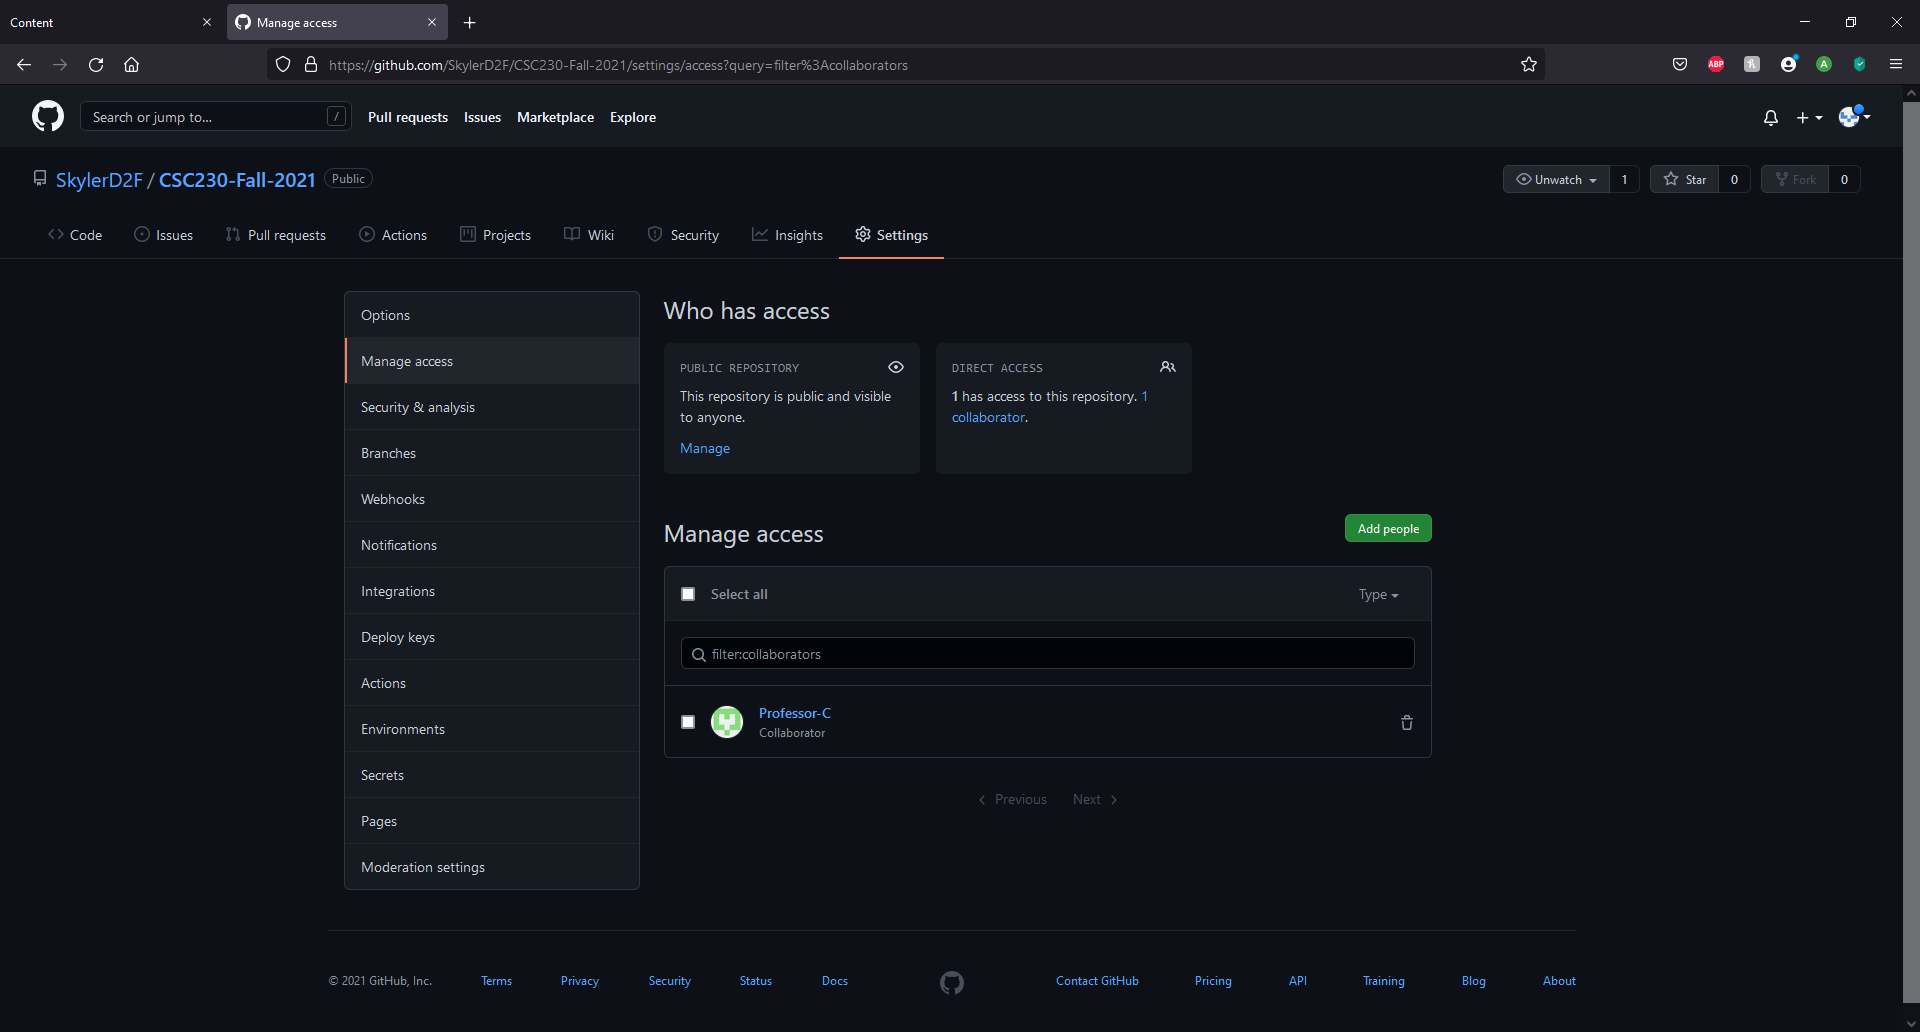 Content
Manage access
https://github.com/SkylerD2F/CSC230-Fall-2021/settings/access?query=filter%3Acollaborators
ABP
A
Search or jump to...
/
Pull requests
Issues
Marketplace
Explore
SkylerD2F / CSC230-Fall-2021
Public
Unwatch
1
Star
0
Fork
0
Code
Issues
Pull requests
Actions
Projects
Wiki
Security
Insights
Settings
Options
Manage access
Security & analysis
Branches
Webhooks
Notifications
Integrations
Deploy keys
Actions
Environments
Secrets
Pages
Moderation settings
Who has access
PUBLIC REPOSITORY
This repository is public and visible
to anyone.
Manage
DIRECT ACCESS
1 has access to this repository. 1
collaborator.
Manage access
Add people
Select all
Type
filter:collaborators
Professor-C
Collaborator
Previous
Next
© 2021 GitHub, Inc.
Terms
Privacy
Security
Status
Docs
Contact GitHub
Pricing
API
Training
Blog
About